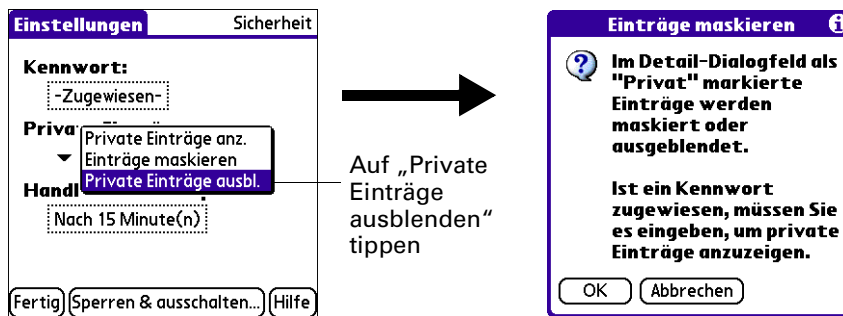 Einstellungen Sicherheit
Kennwort:
-Zugewiesen-
Private Einträge anz.
Einträge maskieren
Private Einträge ausbl.
Nach 15 Minute(n)
Fertig Sperren & ausschalten... Hilfe
Auf „Private
Einträge
ausblenden“
tippen
Einträge maskieren
Im Detail-Dialogfeld als
"Privat" markierte
Einträge werden
maskiert oder
ausgeblendet.
Ist ein Kennwort
zugewiesen, müssen Sie
es eingeben, um private
Einträge anzuzeigen.
OK Abbrechen